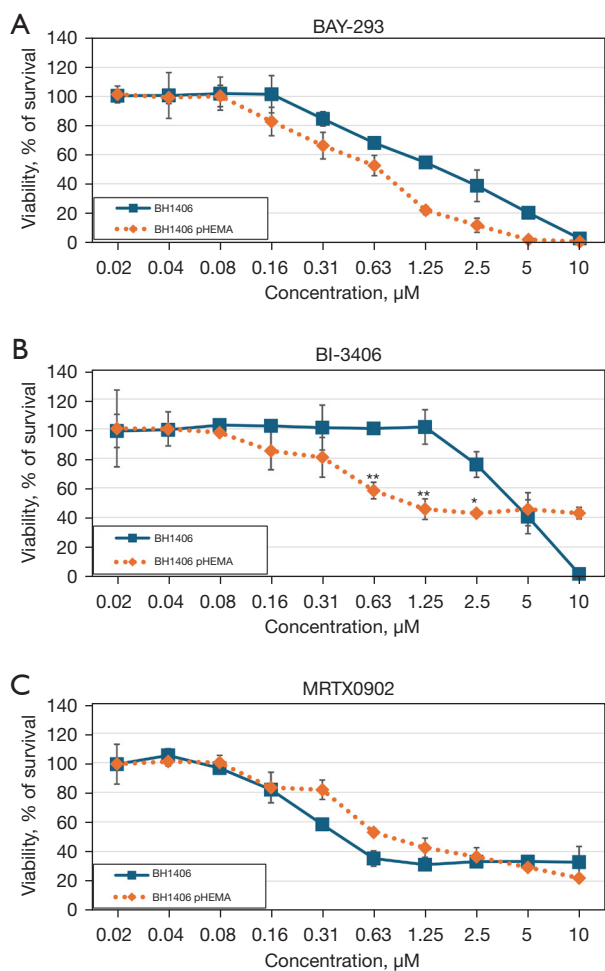 A
BAY-293
Viability, % of survival
140
120
100
80
60
40
20
0
BH1406
BH1406 pHEMA
0.02 0.04 0.08 0.16 0.31 0.63 1.25 2.5 5 10
Concentration, µM
B
BI-3406
Viability, % of survival
140
120
100
80
60
40
20
0
** ** *
BH1406
BH1406 pHEMA
0.02 0.04 0.08 0.16 0.31 0.63 1.25 2.5 5 10
Concentration, µM
C
MRTX0902
Viability, % of survival
140
120
100
80
60
40
20
0
BH1406
BH1406 pHEMA
0.02 0.04 0.08 0.16 0.31 0.63 1.25 2.5 5 10
Concentration, µM